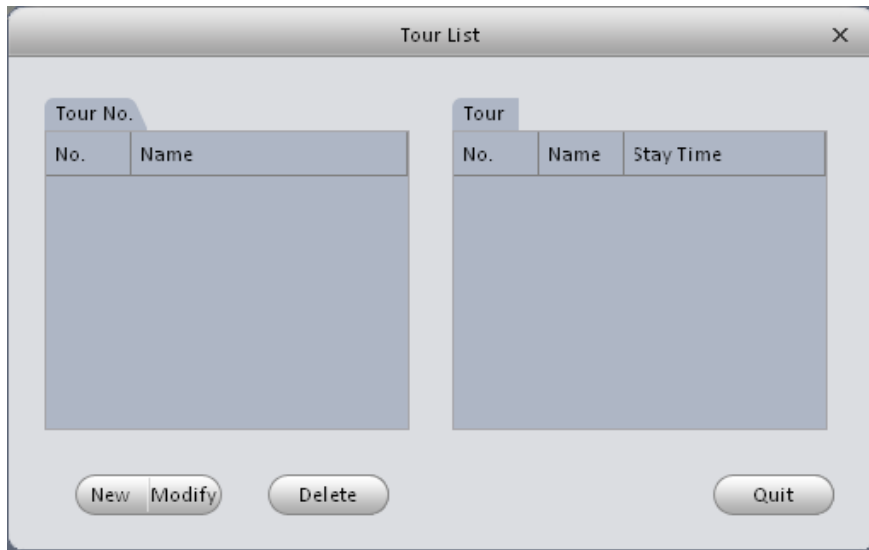 Tour List
Tour No.
No. Name
Tour
No. Name Stay Time
New Modify Delete Quit